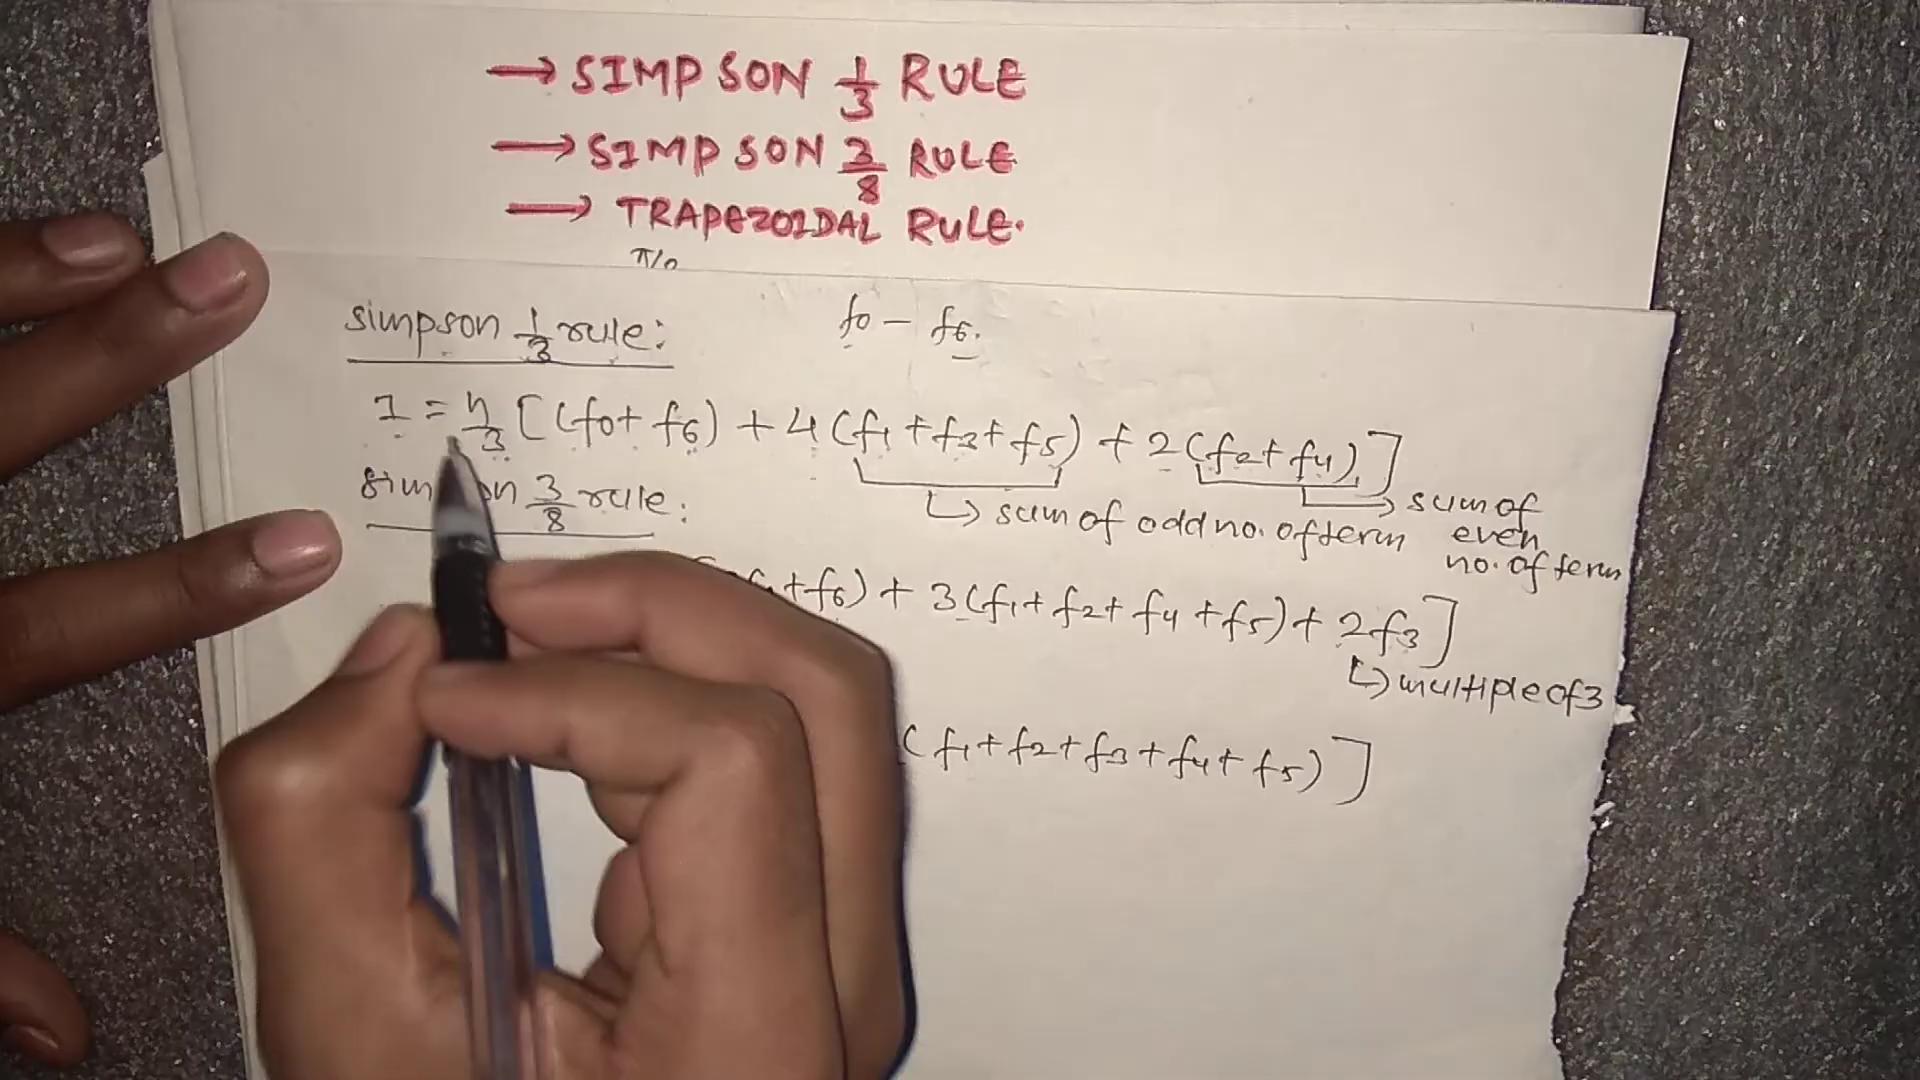 → SIMPSON 1/3 RULE
→ SIMPSON 3/8 RULE
→ TRAPEZOIDAL RULE.
simpson 1/3 rule: f0 - f6.
I = h/3 [(f0+ f6) + 4 (f1 + f3 + f5) + 2 (f2+ f4)]
↳ sum of odd no. of term
↳ sum of even no. of term
3/8 rule:
+ f6) + 3(f1 + f2 + f4 + f5) + 2f3]
↳ multiple of 3
(f1 + f2 + f3 + f4 + f5)]